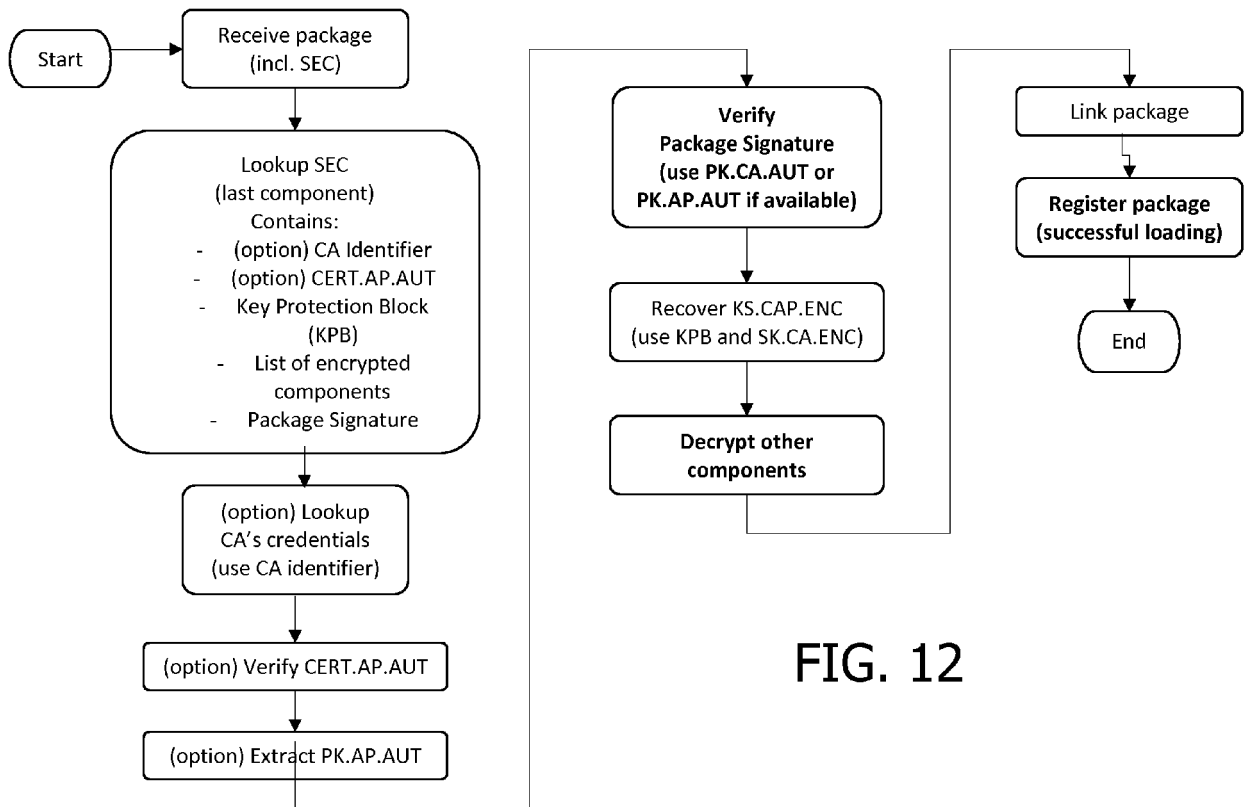 Start
Receive package
(incl. SEC)
Lookup SEC
(last component)
Contains:
- (option) CA Identifier
- (option) CERT.AP.AUT
- Key Protection Block
(KPB)
- List of encrypted
components
- Package Signature
(option) Lookup
CA's credentials
(use CA identifier)
(option) Verify CERT.AP.AUT
(option) Extract PK.AP.AUT
Verify
Package Signature
(use PK.CA.AUT or
PK.AP.AUT if available)
Recover KS.CAP.ENC
(use KPB and SK.CA.ENC)
Decrypt other
components
Link package
Register package
(successful loading)
End
FIG. 12